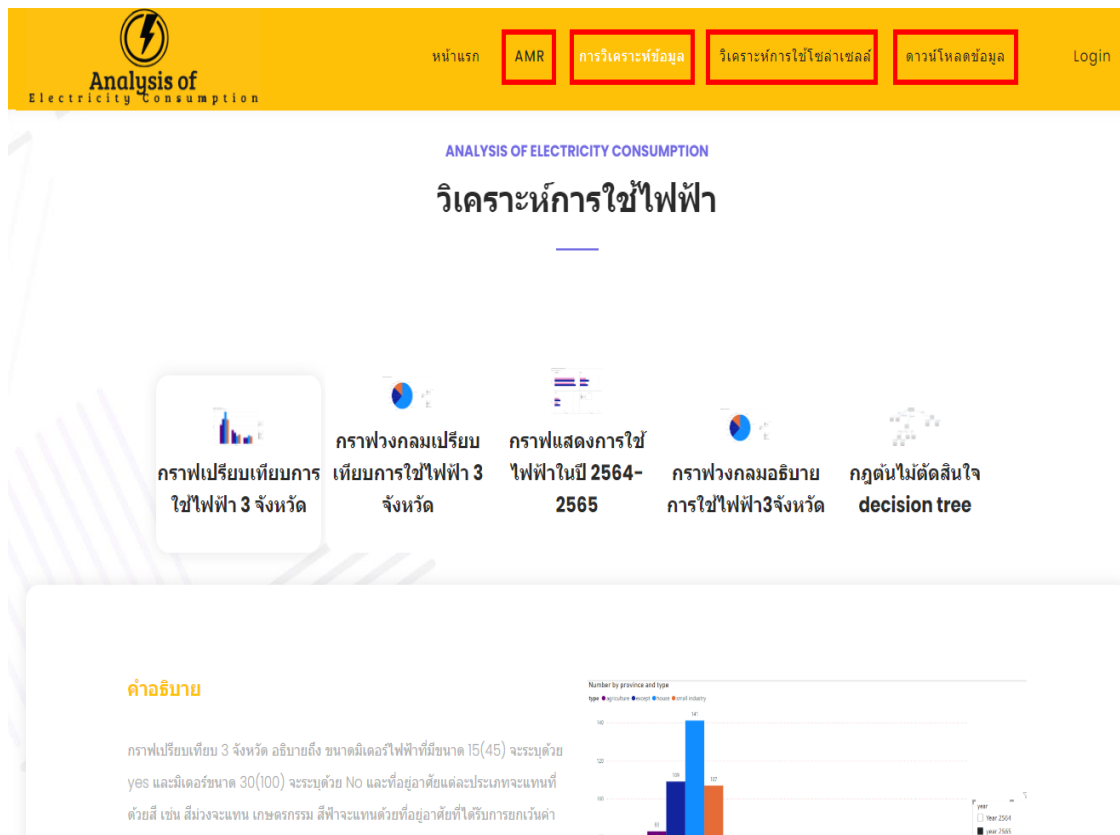 Analysis of
Electricity Consumption
หน้าแรก
AMR
การวิเคราะห์ข้อมูล
วิเคราะห์การใช้โซล่าเซลล์
ดาวน์โหลดข้อมูล
Login
ANALYSIS OF ELECTRICITY CONSUMPTION
วิเคราะห์การใช้ไฟฟ้า
กราฟเปรียบเทียบการ
ใช้ไฟฟ้า 3 จังหวัด
กราฟวงกลมเปรียบ
เทียบการใช้ไฟฟ้า 3
จังหวัด
กราฟแสดงการใช้
ไฟฟ้าในปี 2564-
2565
กราฟวงกลมอธิบาย
การใช้ไฟฟ้า3จังหวัด
กฎต้นไม้ตัดสินใจ
decision tree
คำอธิบาย
กราฟเปรียบเทียบ 3 จังหวัด อธิบายถึง ขนาดมิเตอร์ไฟฟ้าที่มีขนาด 15(45) จะระบุด้วย
yes และมิเตอร์ขนาด 30(100) จะระบุด้วย No และที่อยู่อาศัยแต่ละประเภทจะแทนที่
ด้วยสี เช่น สีม่วงจะแทน เกษตรกรรม สีฟ้าจะแทนด้วยที่อยู่อาศัยที่ได้รับการยกเว้นค่า
Number by province and type
type agriculture except house small industry
141
140
120
109
107
100
year
Year 2564
year 2565